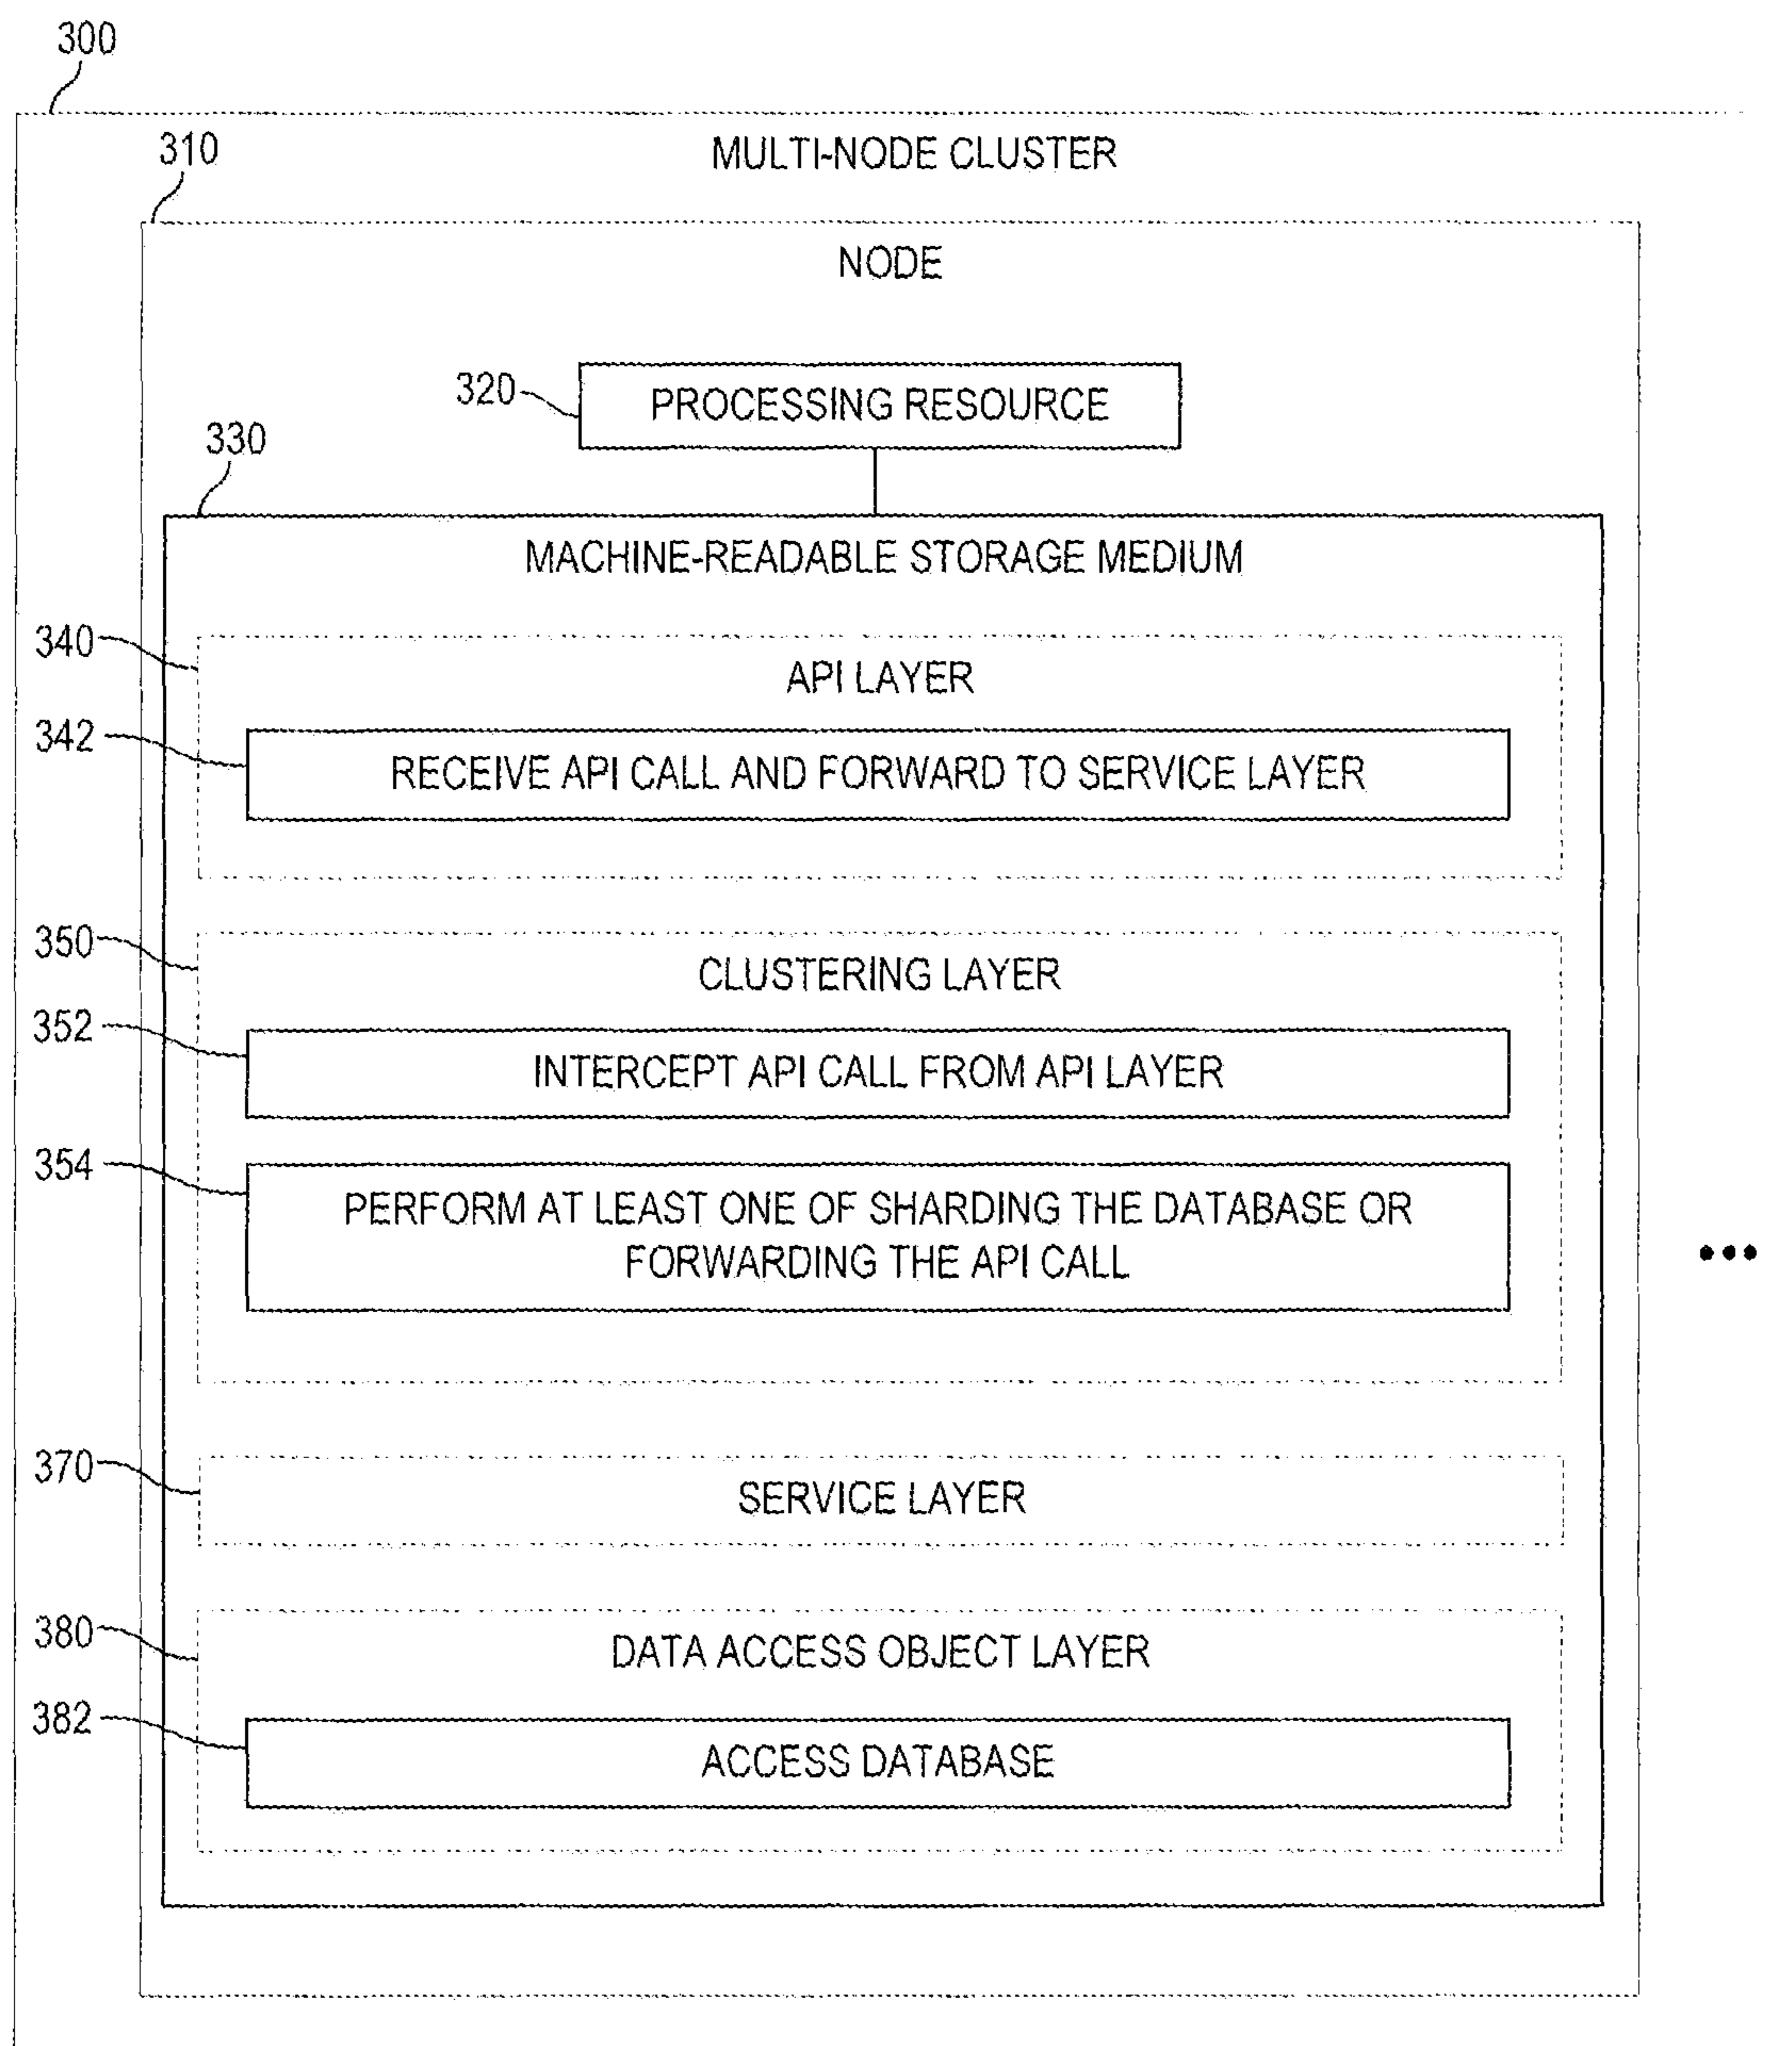 300
310
MULTI-NODE CLUSTER
NODE
320
PROCESSING RESOURCE
330
MACHINE-READABLE STORAGE MEDIUM
340
API LAYER
342
RECEIVE API CALL AND FORWARD TO SERVICE LAYER
350
CLUSTERING LAYER
352
INTERCEPT API CALL FROM API LAYER
354
PERFORM AT LEAST ONE OF SHARDING THE DATABASE OR
FORWARDING THE API CALL
370
SERVICE LAYER
380
DATA ACCESS OBJECT LAYER
382
ACCESS DATABASE